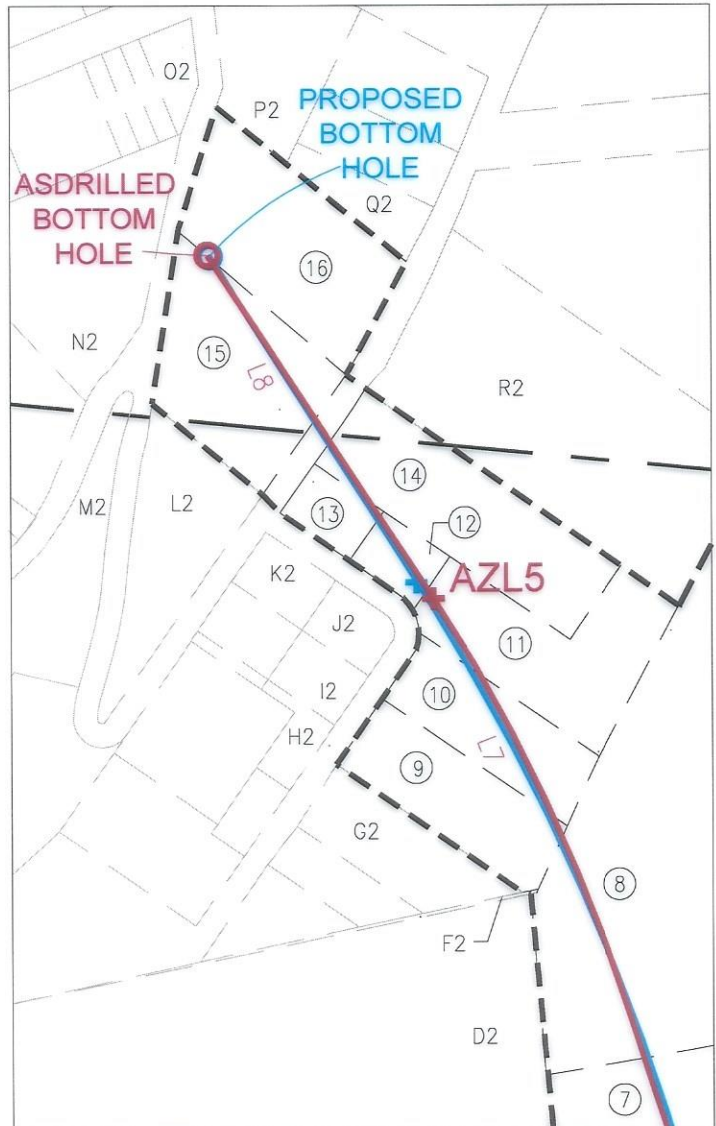 O2
P2
PROPOSED
BOTTOM
HOLE
ASDRILLED
BOTTOM
HOLE
Q2
16
N2
15
L8
R2
14
M2
L2
13
12
K2
AZL5
J2
11
I2
10
H2
L7
9
G2
8
F2
D2
7